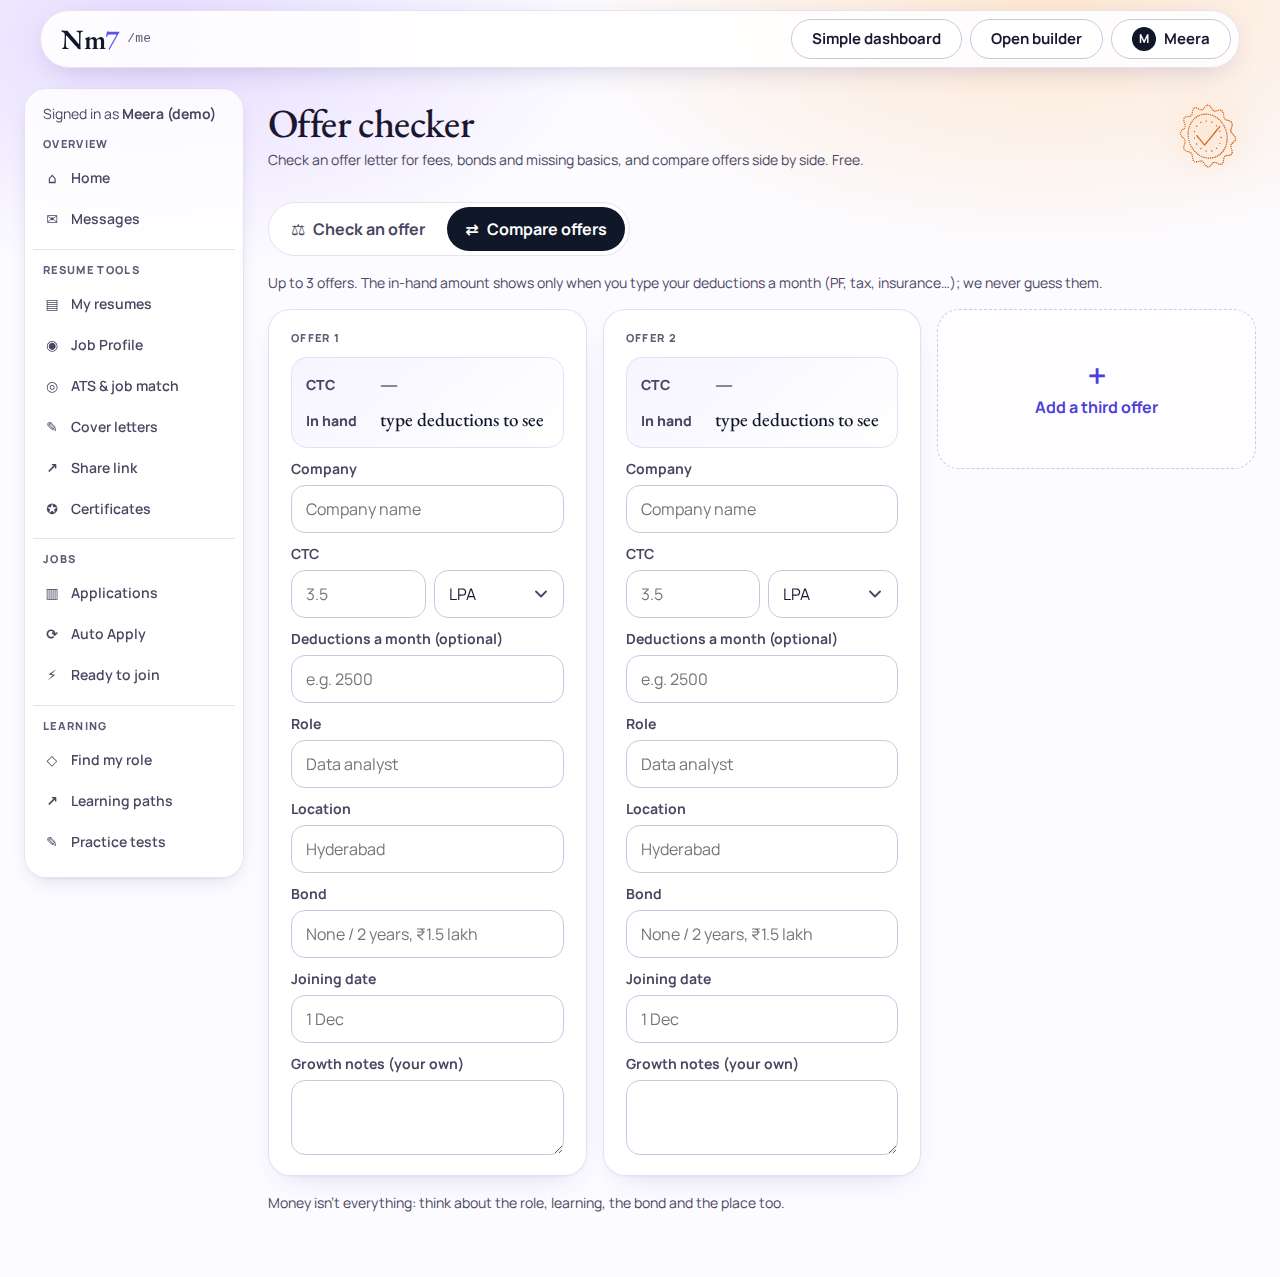 Nm7 /me
Simple dashboard
Open builder
M Meera
Signed in as Meera (demo)
OVERVIEW
Home
Messages
RESUME TOOLS
My resumes
Job Profile
ATS & job match
Cover letters
Share link
Certificates
JOBS
Applications
Auto Apply
Ready to join
LEARNING
Find my role
Learning paths
Practice tests
Offer checker
Check an offer letter for fees, bonds and missing basics, and compare offers side by side. Free.
Check an offer
Compare offers
Up to 3 offers. The in-hand amount shows only when you type your deductions a month (PF, tax, insurance…); we never guess them.
OFFER 1
CTC —
In hand type deductions to see
Company
Company name
CTC
3.5 LPA
Deductions a month (optional)
e.g. 2500
Role
Data analyst
Location
Hyderabad
Bond
None / 2 years, ₹1.5 lakh
Joining date
1 Dec
Growth notes (your own)
OFFER 2
CTC —
In hand type deductions to see
Company
Company name
CTC
3.5 LPA
Deductions a month (optional)
e.g. 2500
Role
Data analyst
Location
Hyderabad
Bond
None / 2 years, ₹1.5 lakh
Joining date
1 Dec
Growth notes (your own)
+
Add a third offer
Money isn't everything: think about the role, learning, the bond and the place too.